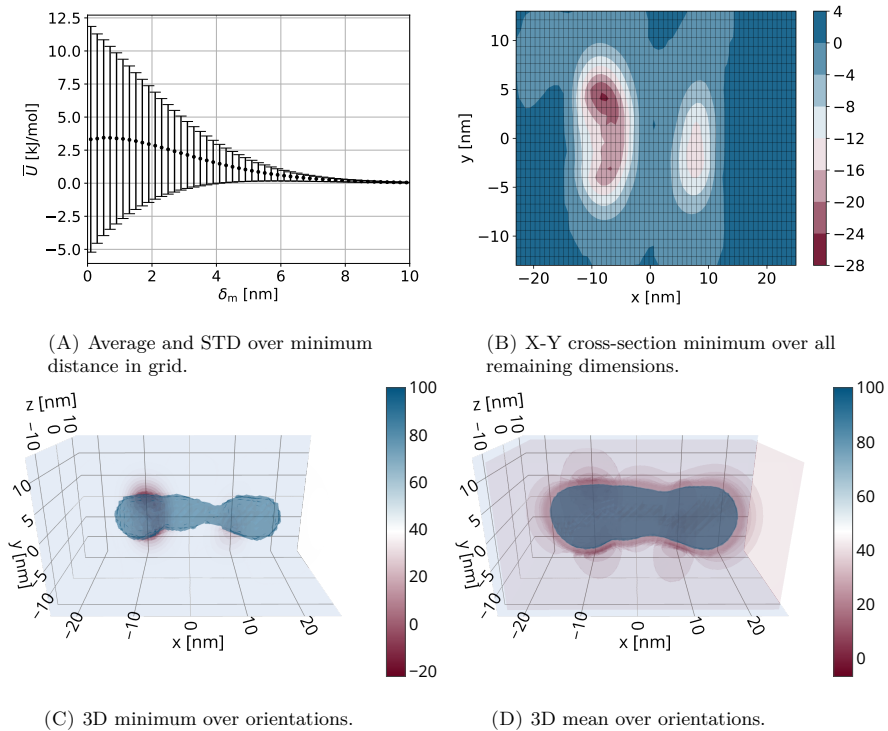 12.5
10.0
7.5
5.0
2.5
0.0
−2.5
−5.0
U̅ [kJ/mol]
0 2 4 6 8 10
δm [nm]
(A) Average and STD over minimum
distance in grid.
10
5
0
−5
−10
y [nm]
−20 −10 0 10 20
x [nm]
4
0
−4
−8
−12
−16
−20
−24
−28
(B) X-Y cross-section minimum over all
remaining dimensions.
z [nm]
−10 0 10
10
5
0
−5
−10
y [nm]
−20 −10 0 10 20
x [nm]
100
80
60
40
20
0
−20
(C) 3D minimum over orientations.
z [nm]
−10 0 10
10
5
0
−5
−10
y [nm]
−20 −10 0 10 20
x [nm]
100
80
60
40
20
0
(D) 3D mean over orientations.